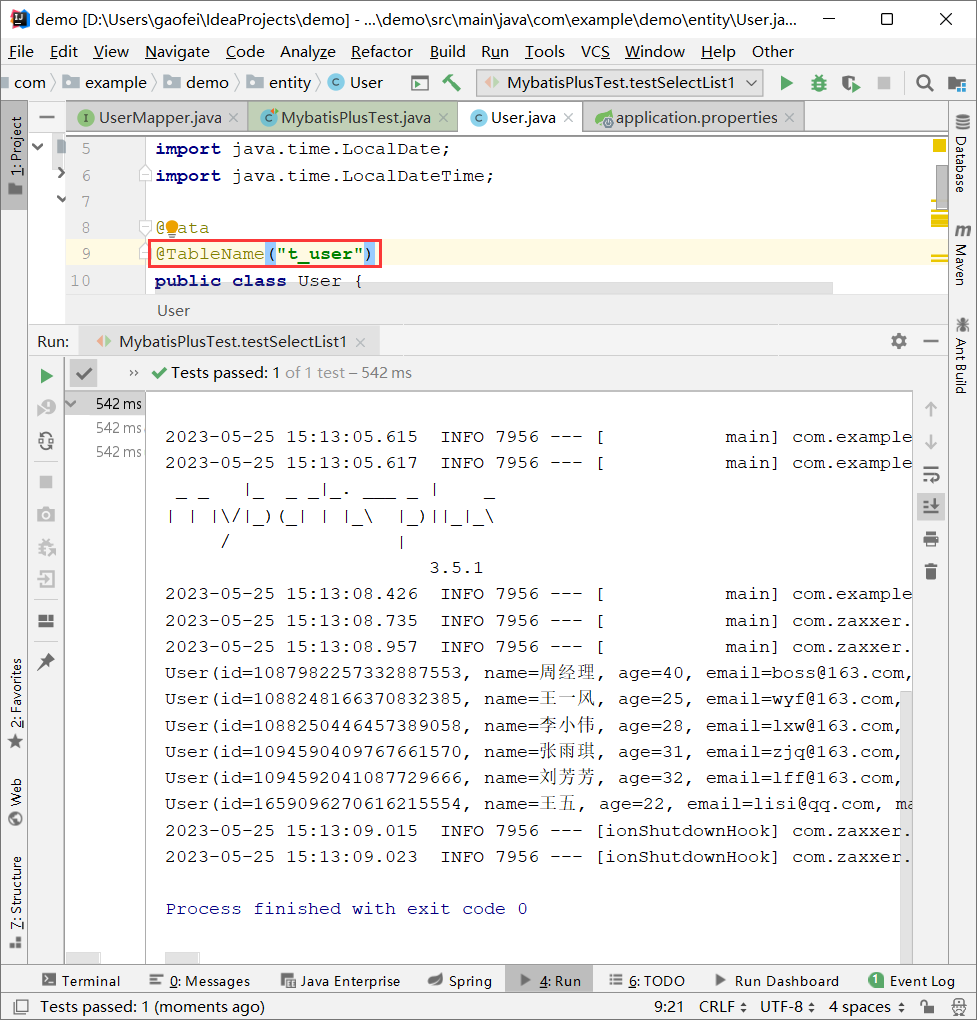 demo [D:\Users\gaofei\IdeaProjects\demo] - ...\demo\src\main\java\com\example\demo\entity\User.ja...
File Edit View Navigate Code Analyze Refactor Build Run Tools VCS Window Help Other
com example demo entity User MybatisPlusTest.testSelectList1
UserMapper.java MybatisPlusTest.java User.java application.properties
1: Project
Database
Maven
Ant Build
5 import java.time.LocalDate;
6 import java.time.LocalDateTime;
7
8 @Data
9 @TableName("t_user")
10 public class User {
User
Run: MybatisPlusTest.testSelectList1
Tests passed: 1 of 1 test – 542 ms
542 ms
542 ms
542 ms
2023-05-25 15:13:05.615  INFO 7956 --- [           main] com.example
2023-05-25 15:13:05.617  INFO 7956 --- [           main] com.example
 _ _   |_  _ _|_. ___ _ |    _
| | |\/|_)(_| | |_\  |_)||_|_\
     /               |
3.5.1
2023-05-25 15:13:08.426  INFO 7956 --- [           main] com.example
2023-05-25 15:13:08.735  INFO 7956 --- [           main] com.zaxxer.
2023-05-25 15:13:08.957  INFO 7956 --- [           main] com.zaxxer.
User(id=1087982257332887553, name=周经理, age=40, email=boss@163.com,
User(id=1088248166370832385, name=王一风, age=25, email=wyf@163.com,
User(id=1088250446457389058, name=李小伟, age=28, email=lxw@163.com,
User(id=1094590409767661570, name=张雨琪, age=31, email=zjq@163.com,
User(id=1094592041087729666, name=刘芳芳, age=32, email=lff@163.com,
User(id=1659096270616215554, name=王五, age=22, email=lisi@qq.com, ma
2023-05-25 15:13:09.015  INFO 7956 --- [ionShutdownHook] com.zaxxer.
2023-05-25 15:13:09.023  INFO 7956 --- [ionShutdownHook] com.zaxxer.
Process finished with exit code 0
2: Favorites
Web
7: Structure
Terminal 0: Messages Java Enterprise Spring 4: Run 6: TODO Run Dashboard 1 Event Log
Tests passed: 1 (moments ago) 9:21 CRLF UTF-8 4 spaces